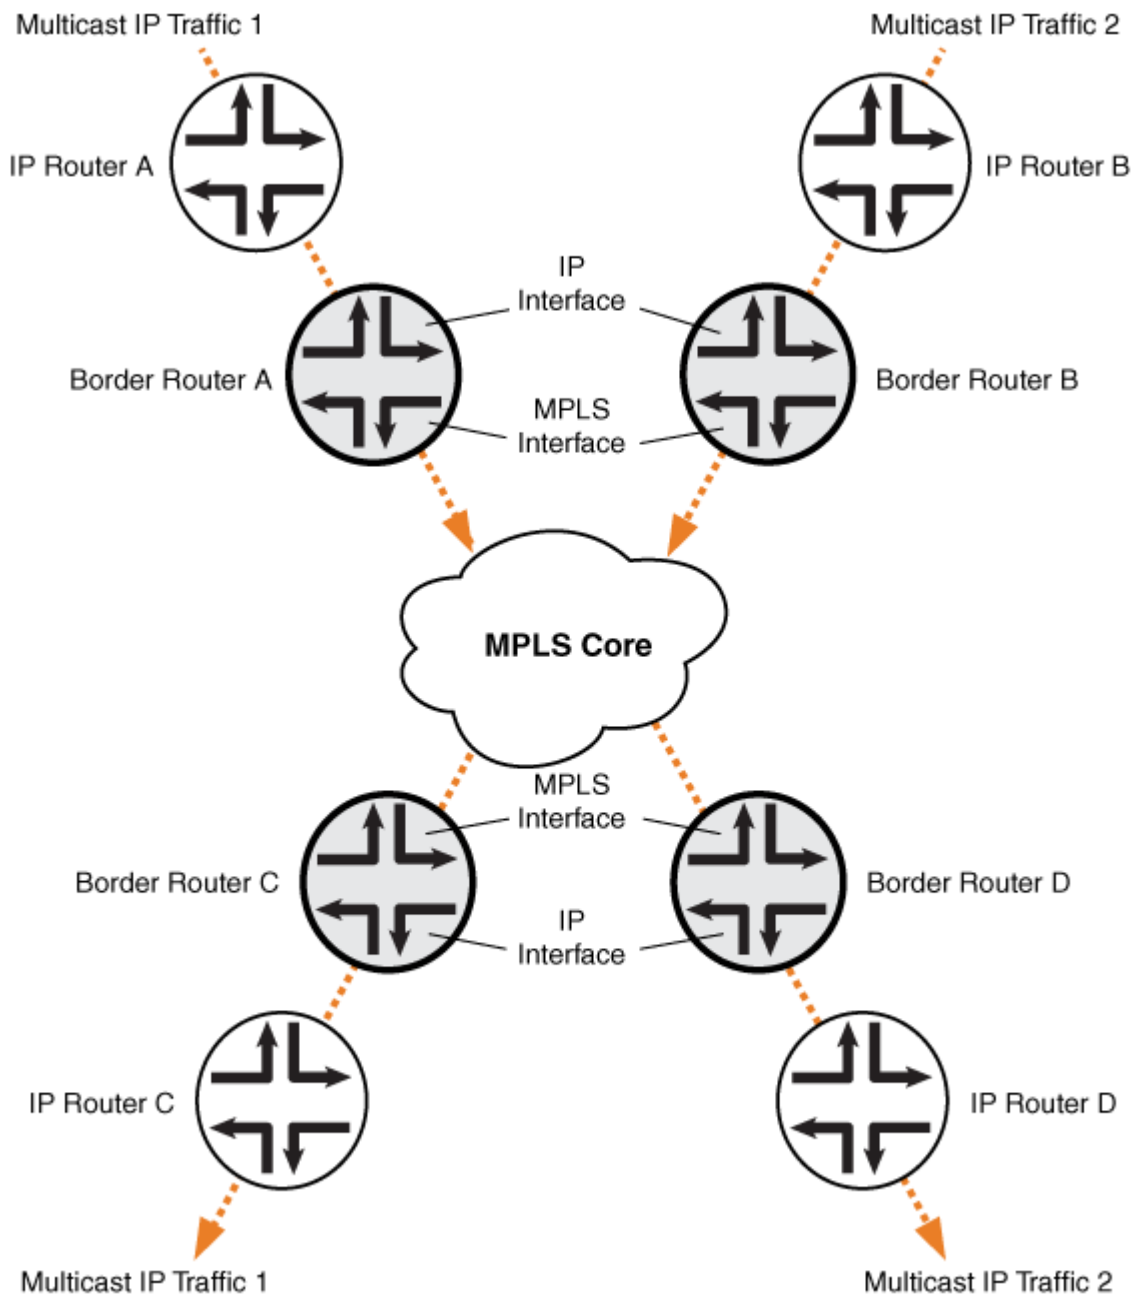 Multicast IP Traffic 1
Multicast IP Traffic 2
IP Router A
IP Router B
IP
Interface
Border Router A
Border Router B
MPLS
Interface
MPLS Core
MPLS
Interface
Border Router C
Border Router D
IP
Interface
IP Router C
IP Router D
Multicast IP Traffic 1
Multicast IP Traffic 2